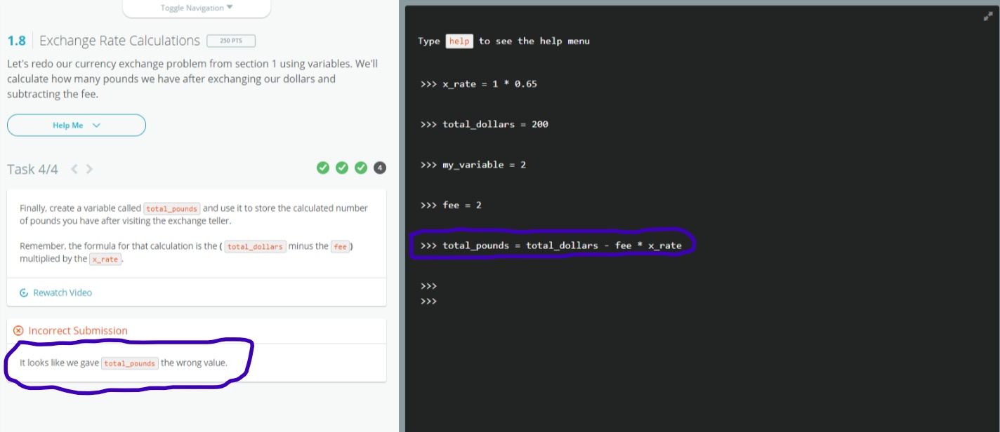 Toggle Navigation ▼
1.8 Exchange Rate Calculations 250 PTS
Let's redo our currency exchange problem from section 1 using variables. We'll
calculate how many pounds we have after exchanging our dollars and
subtracting the fee.
Help Me
Task 4/4 < >
4
Finally, create a variable called total_pounds and use it to store the calculated number
of pounds you have after visiting the exchange teller.
Remember, the formula for that calculation is the ( total_dollars minus the fee )
multiplied by the x_rate .
Rewatch Video
Incorrect Submission
It looks like we gave total_pounds the wrong value.
Type help to see the help menu
>>> x_rate = 1 * 0.65
>>> total_dollars = 200
>>> my_variable = 2
>>> fee = 2
>>> total_pounds = total_dollars - fee * x_rate
>>>
>>>